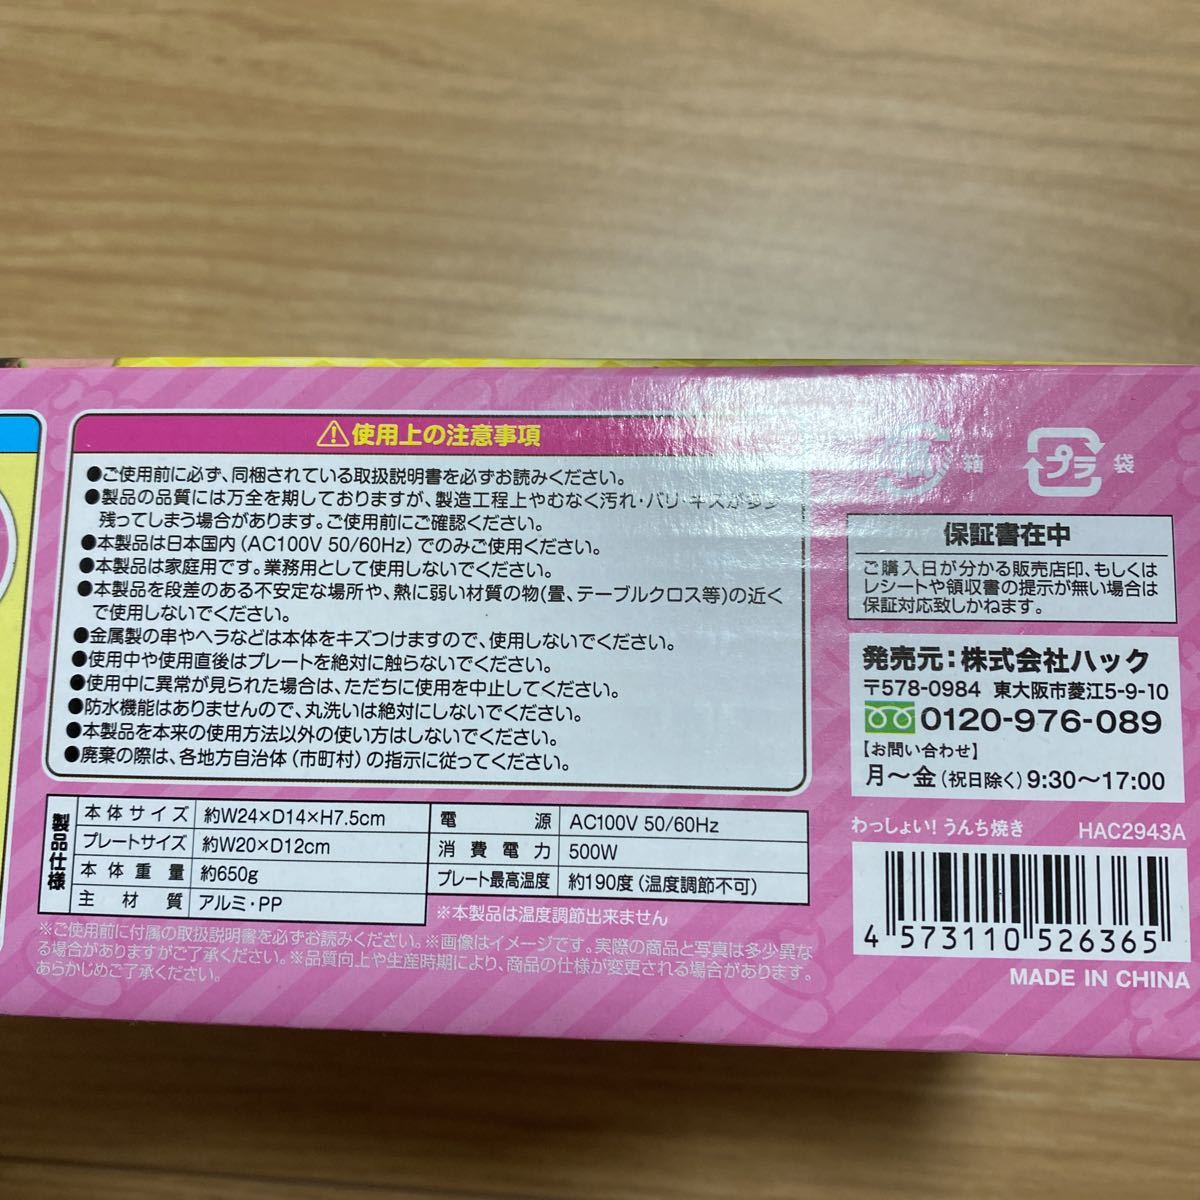 ⚠使用上の注意事項
●ご使用前に必ず、同梱されている取扱説明書を必ずお読みください。
●製品の品質には万全を期しておりますが、製造工程上やむなく汚れ・バリ・キズが多少
残ってしまう場合があります。ご使用前にご確認ください。
●本製品は日本国内(AC100V 50/60Hz)でのみご使用ください。
●本製品は家庭用です。業務用として使用しないでください。
●本製品を段差のある不安定な場所や、熱に弱い材質の物(畳、テーブルクロス等)の近く
で使用しないでください。
●金属製の串やヘラなどは本体をキズつけますので、使用しないでください。
●使用中や使用直後はプレートを絶対に触らないでください。
●使用中に異常が見られた場合は、ただちに使用を中止してください。
●防水機能はありませんので、丸洗いは絶対にしないでください。
●本製品を本来の使用方法以外の使い方はしないでください。
●廃棄の際は、各地方自治体(市町村)の指示に従ってください。
製品仕様
本体サイズ 約W24×D14×H7.5cm
プレートサイズ 約W20×D12cm
本体重量 約650g
主材質 アルミ・PP
電源 AC100V 50/60Hz
消費電力 500W
プレート最高温度 約190度(温度調節不可)
※本製品は温度調節出来ません
※ご使用前に付属の取扱説明書を必ずお読みください。※画像はイメージです。実際の商品と写真は多少異な
る場合がありますがご了承ください。※品質向上や生産時期により、商品の仕様が変更される場合があります。
あらかじめご了承ください。
箱
プラ 袋
保証書在中
ご購入日が分かる販売店印、もしくは
レシートや領収書の提示が無い場合は
保証対応致しかねます。
発売元:株式会社ハック
〒578-0984 東大阪市菱江5-9-10
0120-976-089
【お問い合わせ】
月〜金(祝日除く)9:30〜17:00
わっしょい!うんち焼き HAC2943A
4 573110 526365
MADE IN CHINA